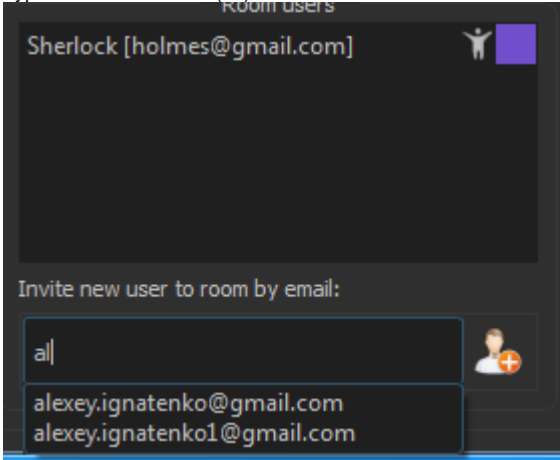 Room users
Sherlock [holmes@gmail.com]
Invite new user to room by email:
al
alexey.ignatenko@gmail.com
alexey.ignatenko1@gmail.com